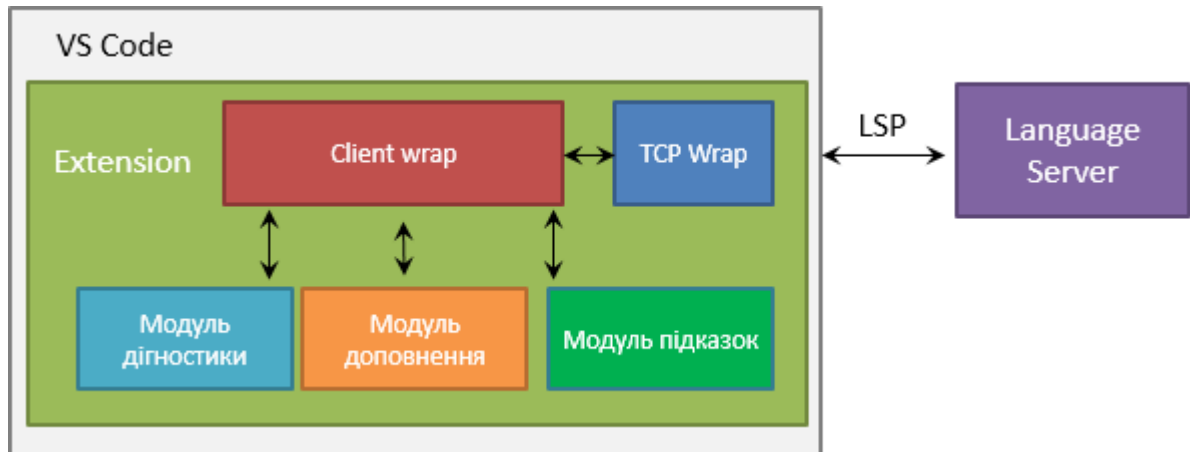 VS Code
Extension
Client wrap
TCP Wrap
LSP
Language
Server
Модуль
дігностики
Модуль
доповнення
Модуль підказок